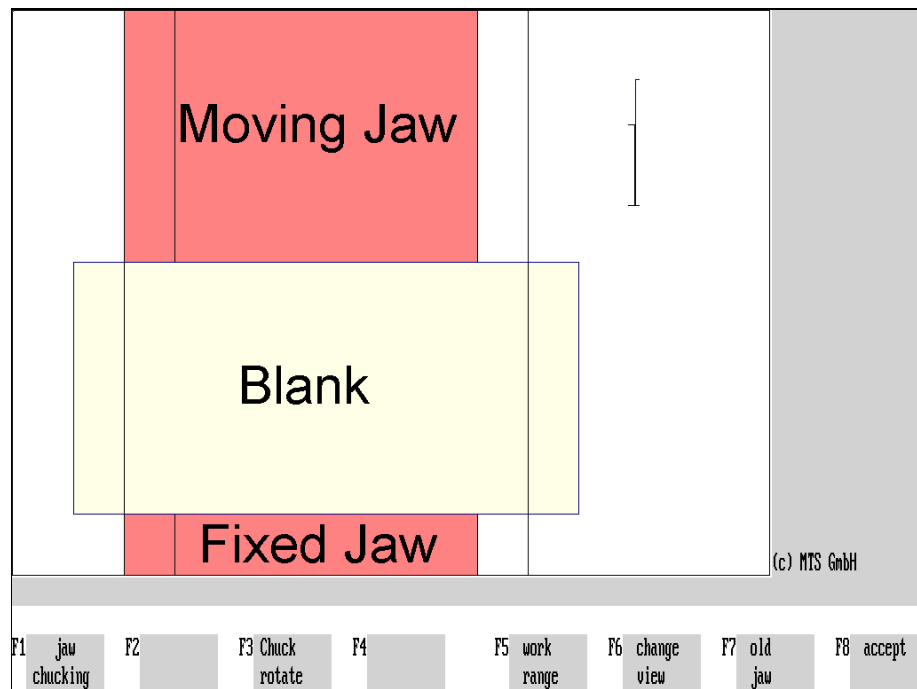 Moving Jaw
Blank
Fixed Jaw
(c) MTS GmbH
F1 jaw chucking
F2
F3 Chuck rotate
F4
F5 work range
F6 change view
F7 old jaw
F8 accept